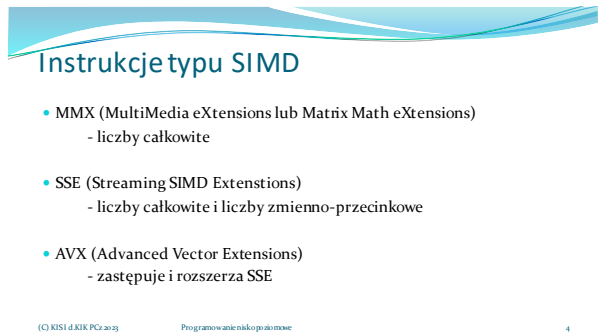 Instrukcje typu SIMD
• MMX (MultiMedia eXtensions lub Matrix Math eXtensions)
- liczby całkowite
• SSE (Streaming SIMD Extenstions)
- liczby całkowite i liczby zmienno-przecinkowe
• AVX (Advanced Vector Extensions)
- zastępuje i rozszerza SSE
(C) KISI d.KIK PCz 2023 Programowanie niskopoziomowe 4